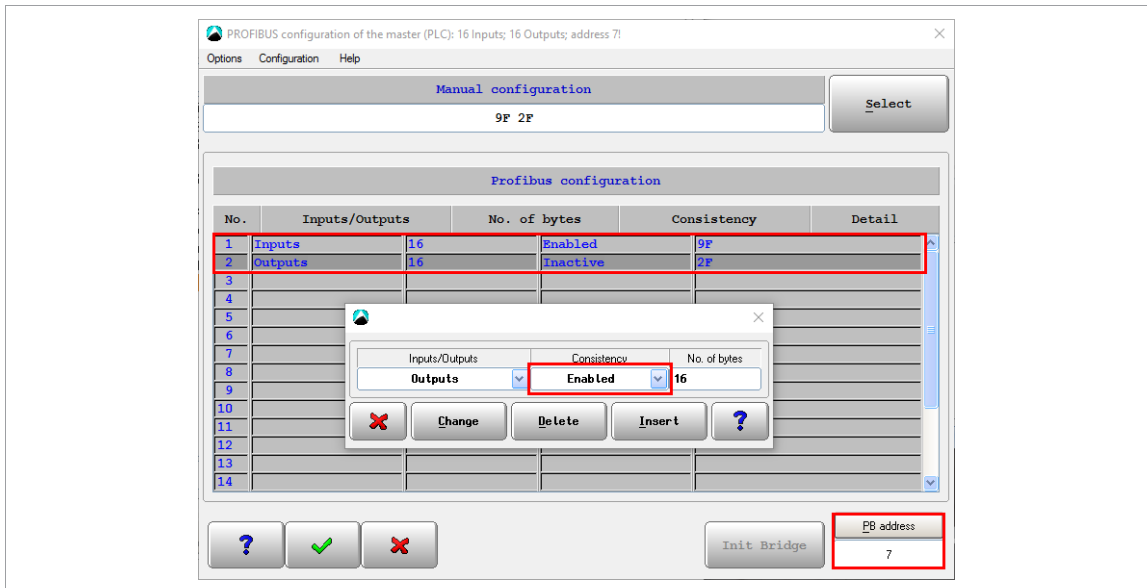 PROFIBUS configuration of the master (PLC): 16 Inputs; 16 Outputs; address 7!
Options Configuration Help
Manual configuration
Select
9F 2F
Profibus configuration
No. Inputs/Outputs No. of bytes Consistency Detail
1 Inputs 16 Enabled 9F
2 Outputs 16 Inactive 2F
3
4
5
6
7
8
9
10
11
12
13
14
Inputs/Outputs Consistency No. of bytes
Outputs Enabled 16
Change Delete Insert ?
? Init Bridge
PB address
7